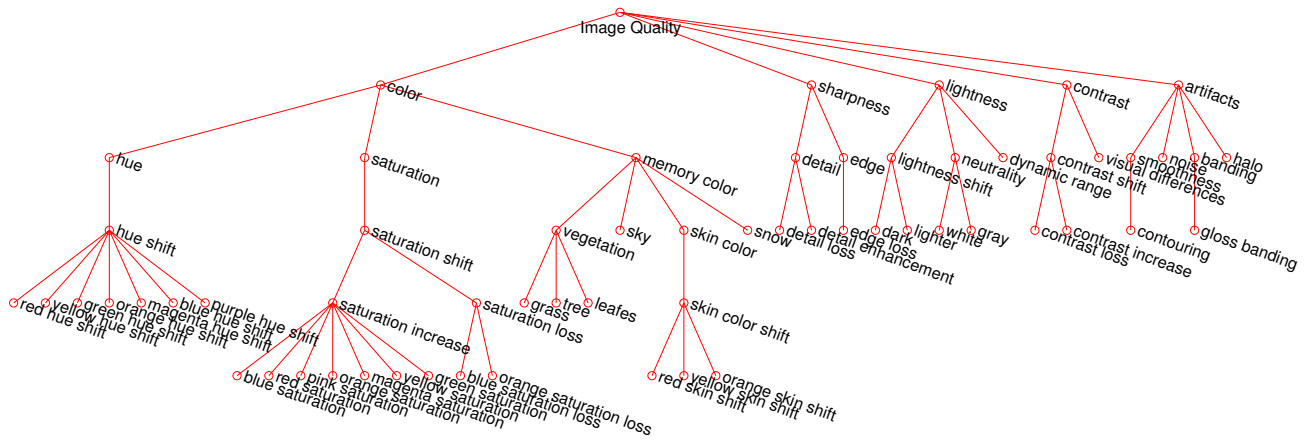 Image Quality
color
sharpness
lightness
contrast
artifacts
hue
saturation
memory color
detail
edge
lightness shift
neutrality
dynamic range
contrast shift
visual differences
smoothness
noise
banding
halo
hue shift
saturation shift
vegetation
sky
skin color
snow
detail loss
detail enhancement
edge loss
dark
lighter
white
gray
contrast loss
contrast increase
contouring
gloss banding
red hue shift
yellow hue shift
green hue shift
orange hue shift
magenta hue shift
blue hue shift
purple hue shift
saturation increase
saturation loss
grass
tree
leafes
skin color shift
blue saturation
red saturation
pink saturation
orange saturation
magenta saturation
yellow saturation
green saturation
blue saturation loss
orange saturation loss
red skin shift
yellow skin shift
orange skin shift